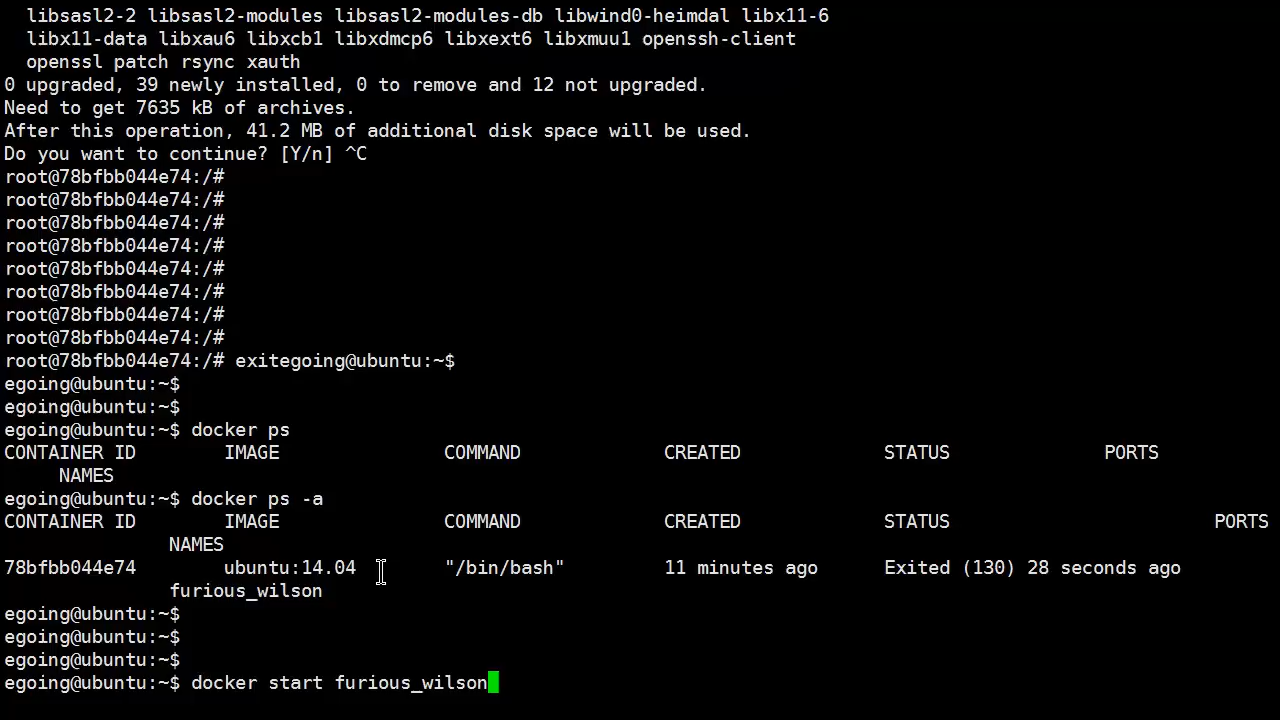 libsasl2-2 libsasl2-modules libsasl2-modules-db libwind0-heimdal libx11-6
libx11-data libxau6 libxcb1 libxdmcp6 libxext6 libxmuu1 openssh-client
openssl patch rsync xauth
0 upgraded, 39 newly installed, 0 to remove and 12 not upgraded.
Need to get 7635 kB of archives.
After this operation, 41.2 MB of additional disk space will be used.
Do you want to continue? [Y/n] ^C
root@78bfbb044e74:/#
root@78bfbb044e74:/#
root@78bfbb044e74:/#
root@78bfbb044e74:/#
root@78bfbb044e74:/#
root@78bfbb044e74:/#
root@78bfbb044e74:/#
root@78bfbb044e74:/#
root@78bfbb044e74:/# exitegoing@ubuntu:~$
egoing@ubuntu:~$
egoing@ubuntu:~$
egoing@ubuntu:~$ docker ps
CONTAINER ID        IMAGE               COMMAND             CREATED             STATUS              PORTS
     NAMES
egoing@ubuntu:~$ docker ps -a
CONTAINER ID        IMAGE               COMMAND             CREATED             STATUS                        PORTS
               NAMES
78bfbb044e74        ubuntu:14.04        "/bin/bash"         11 minutes ago      Exited (130) 28 seconds ago
               furious_wilson
egoing@ubuntu:~$
egoing@ubuntu:~$
egoing@ubuntu:~$
egoing@ubuntu:~$ docker start furious_wilson